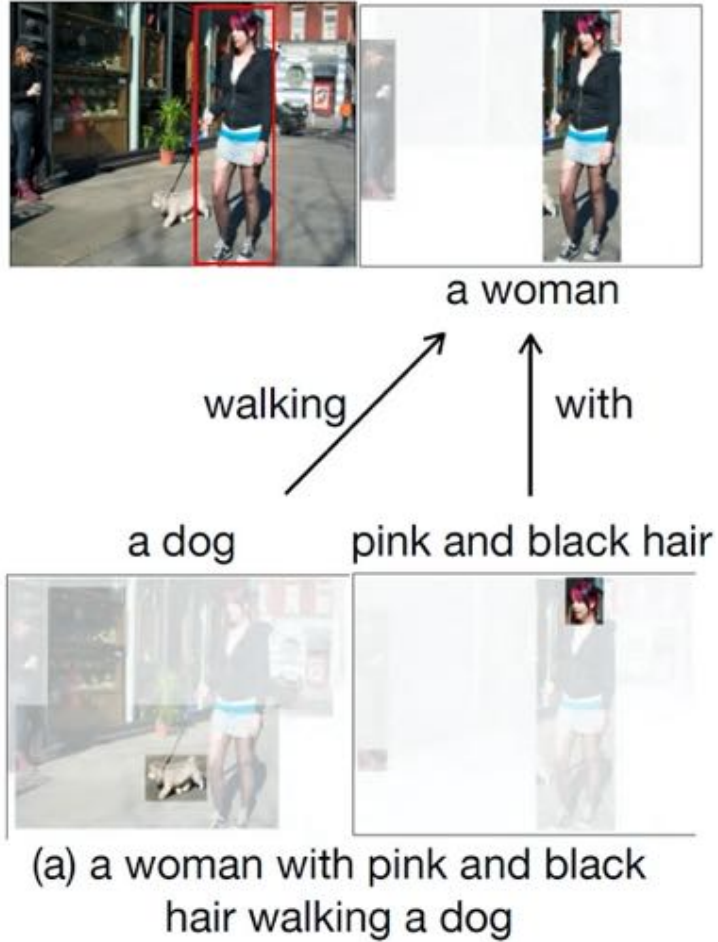 a woman
walking
with
a dog
pink and black hair
(a) a woman with pink and black
hair walking a dog